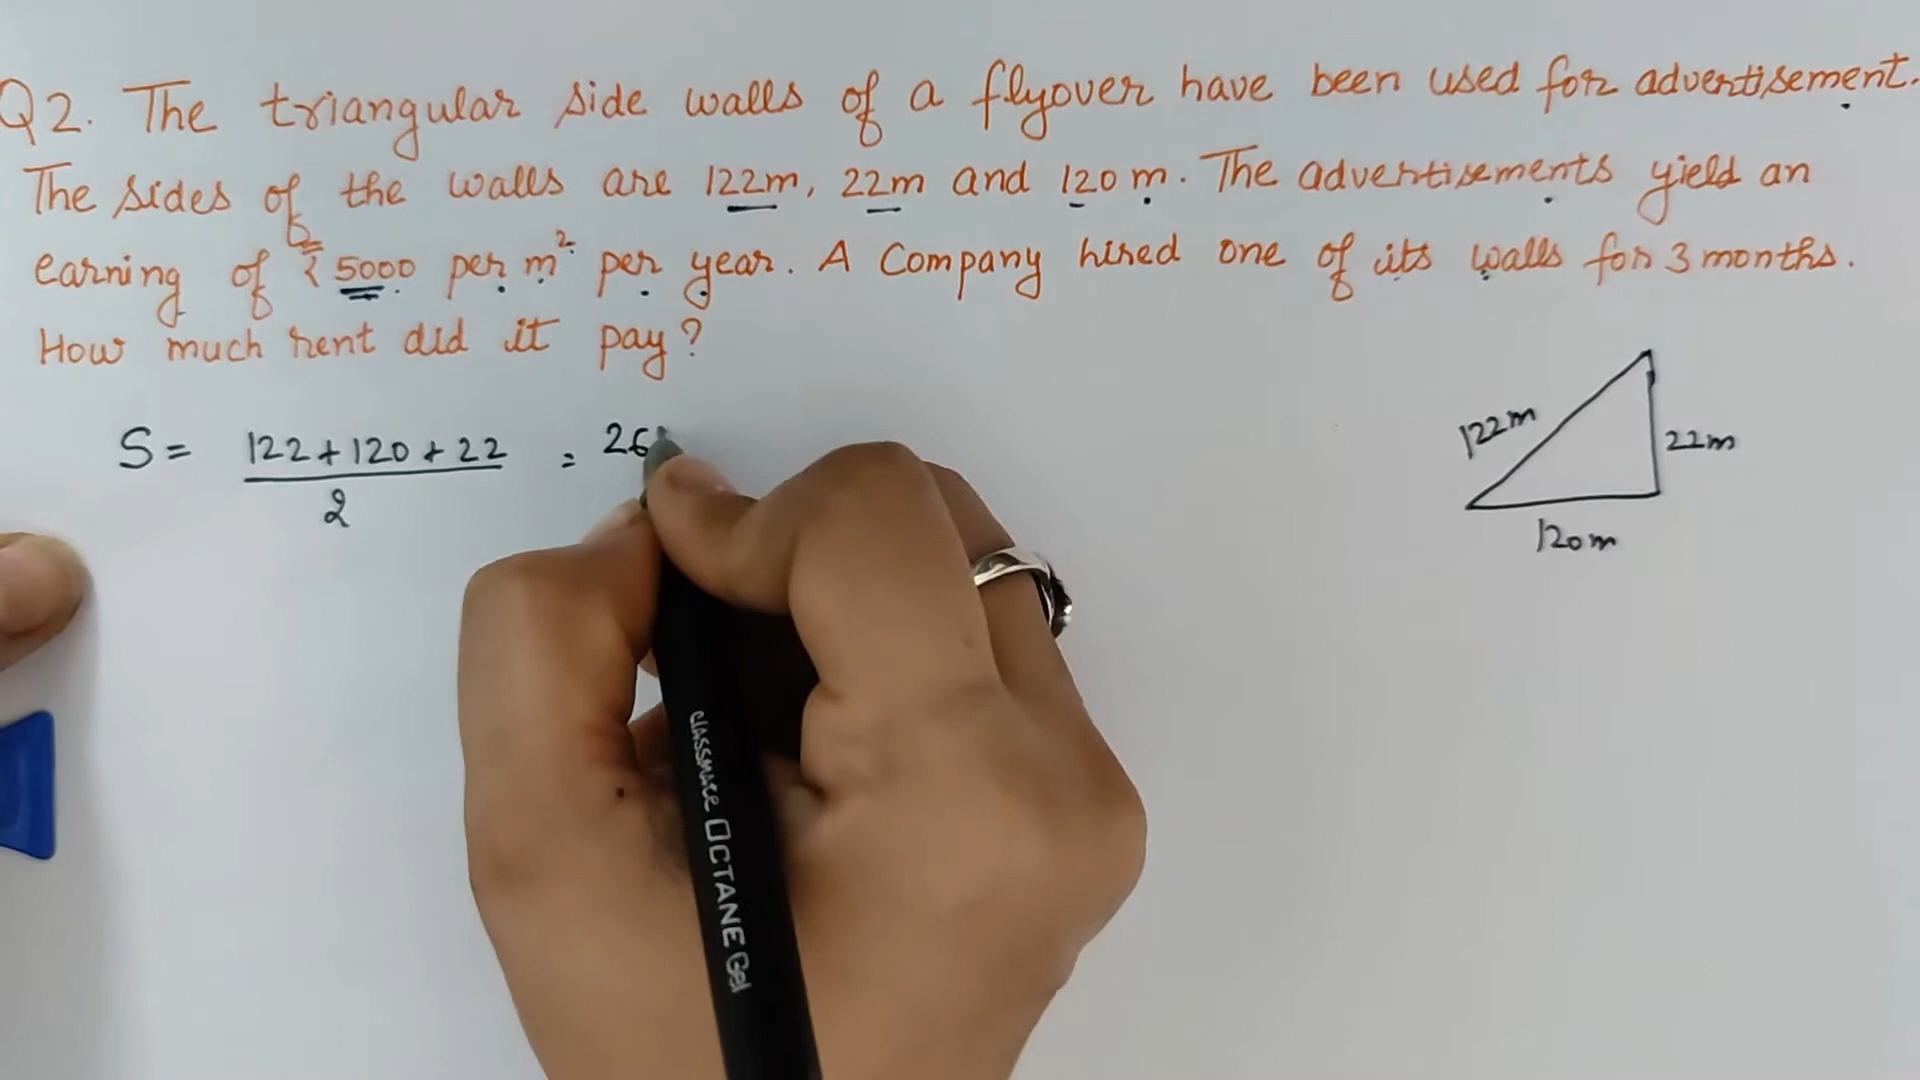 Q2. The triangular side walls of a flyover have been used for advertisement.
The sides of the walls are 122m, 22m and 120 m. The advertisements yield an
earning of ₹ 5000 per m² per year. A Company hired one of its walls for 3 months.
How much rent did it pay?
S = 122+120+22 / 2 = 26
122m
22m
120m
classmate OCTANE Gel